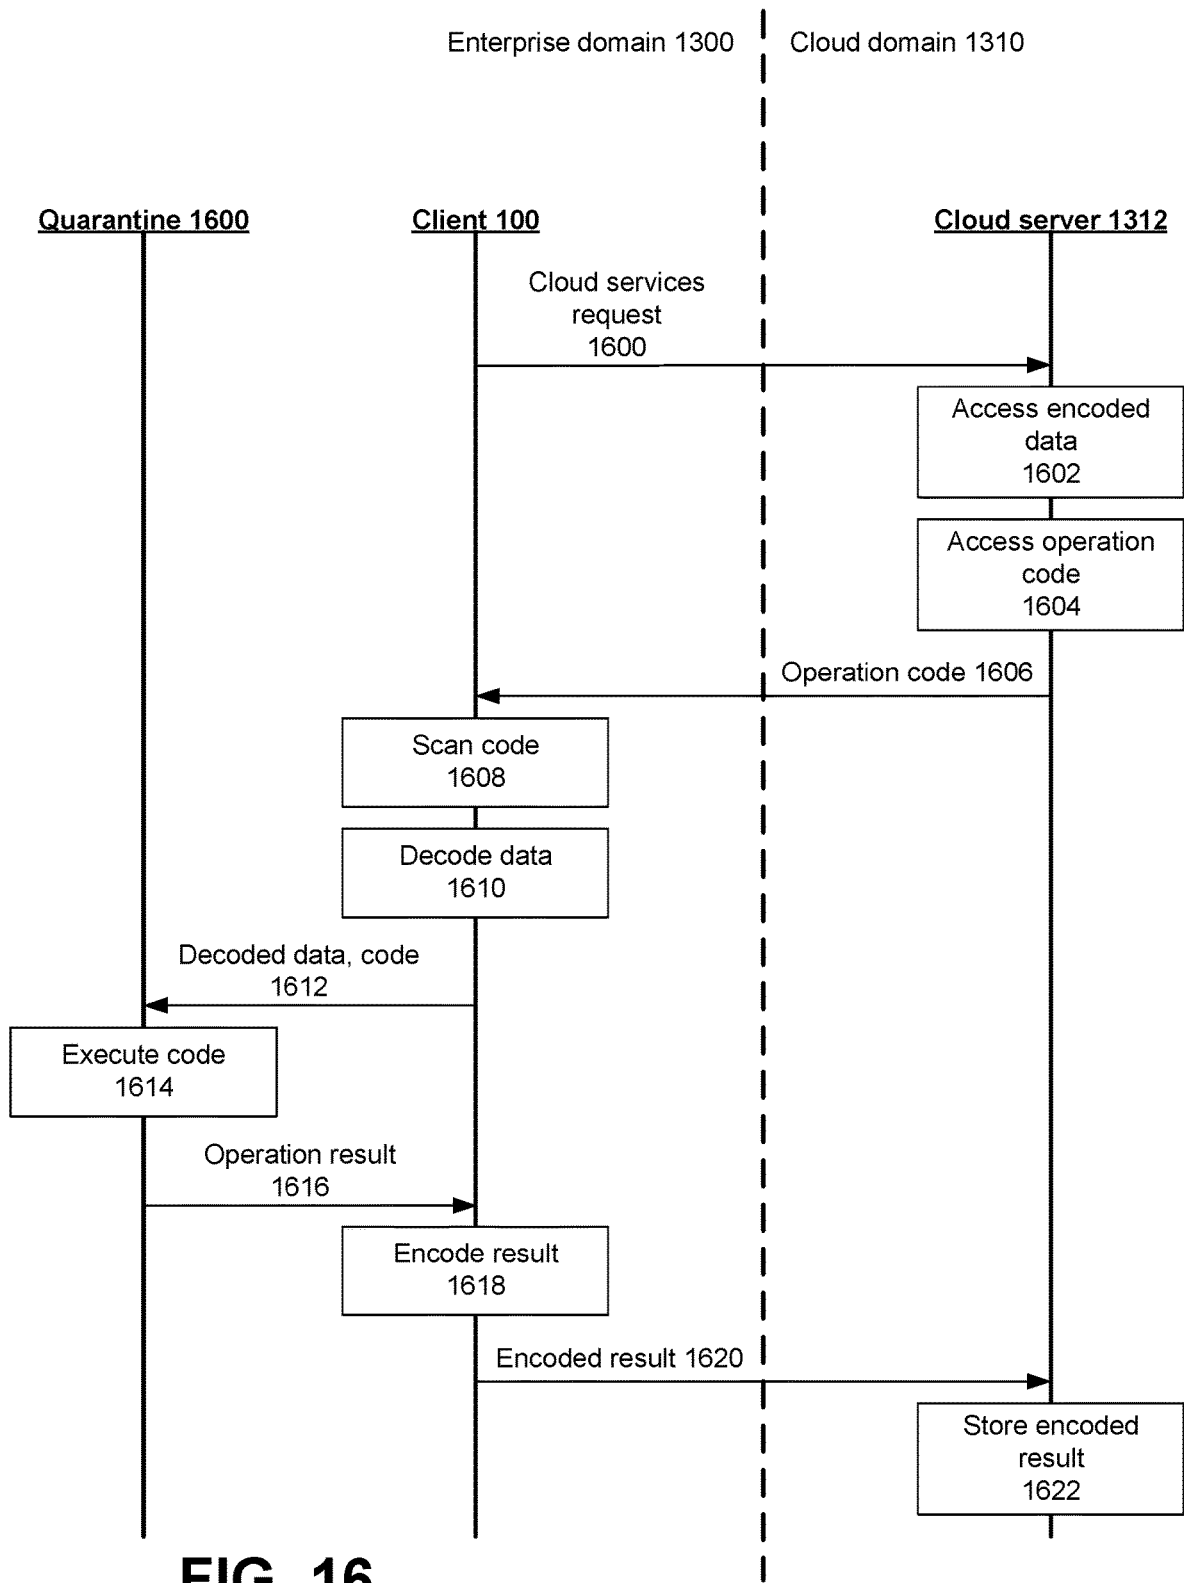 Enterprise domain 1300
Cloud domain 1310
Quarantine 1600
Client 100
Cloud server 1312
Cloud services
request
1600
Access encoded
data
1602
Access operation
code
1604
Operation code 1606
Scan code
1608
Decode data
1610
Decoded data, code
1612
Execute code
1614
Operation result
1616
Encode result
1618
Encoded result 1620
Store encoded
result
1622
FIG. 16